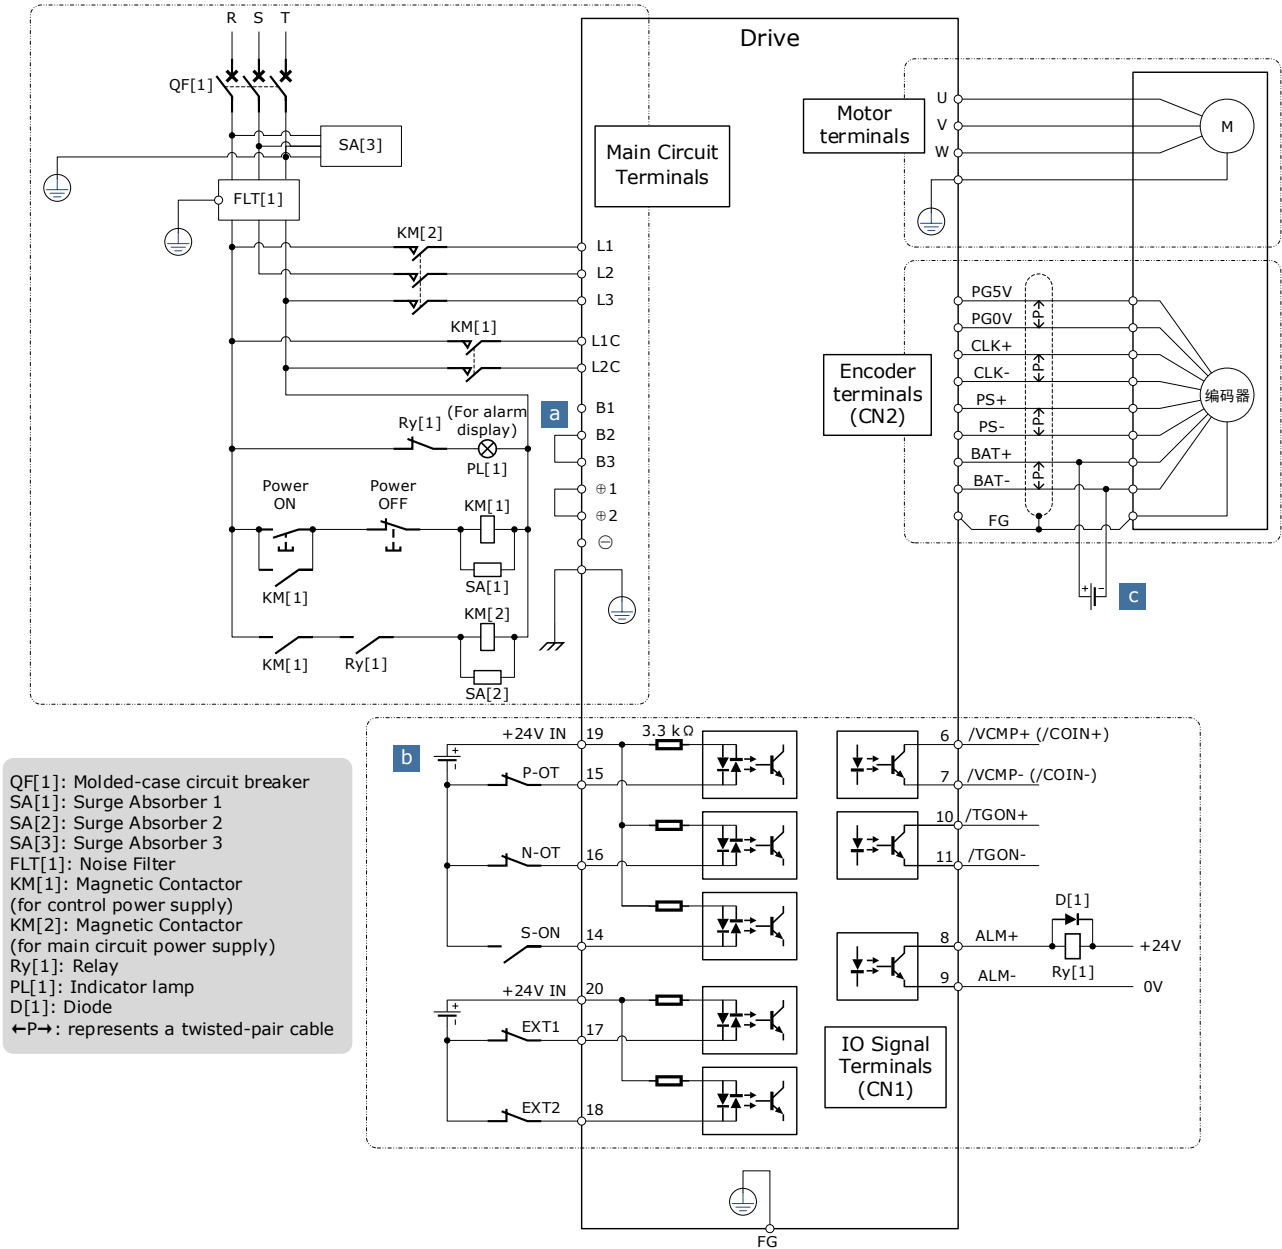 R S T
Drive
QF[1]
SA[3]
FLT[1]
Main Circuit
Terminals
KM[2]
L1
L2
L3
KM[1]
L1C
L2C
a
B1
B2
B3
⊕1
⊕2
⊖
Ry[1]
(For alarm
display)
PL[1]
Power
ON
Power
OFF
KM[1]
KM[1]
SA[1]
KM[2]
KM[1]
Ry[1]
SA[2]
Motor
terminals
U
V
W
M
Encoder
terminals
(CN2)
PG5V
PG0V
CLK+
CLK-
PS+
PS-
BAT+
BAT-
FG
←P→
←P→
←P→
←P→
编码器
+ -
c
QF[1]: Molded-case circuit breaker
SA[1]: Surge Absorber 1
SA[2]: Surge Absorber 2
SA[3]: Surge Absorber 3
FLT[1]: Noise Filter
KM[1]: Magnetic Contactor
(for control power supply)
KM[2]: Magnetic Contactor
(for main circuit power supply)
Ry[1]: Relay
PL[1]: Indicator lamp
D[1]: Diode
←P→: represents a twisted-pair cable
b
+
-
+24V IN 19
3.3 kΩ
P-OT 15
N-OT 16
S-ON 14
+
-
+24V IN 20
EXT1 17
EXT2 18
6 /VCMP+ (/COIN+)
7 /VCMP- (/COIN-)
10 /TGON+
11 /TGON-
D[1]
8 ALM+
+24V
Ry[1]
9 ALM-
0V
IO Signal
Terminals
(CN1)
FG